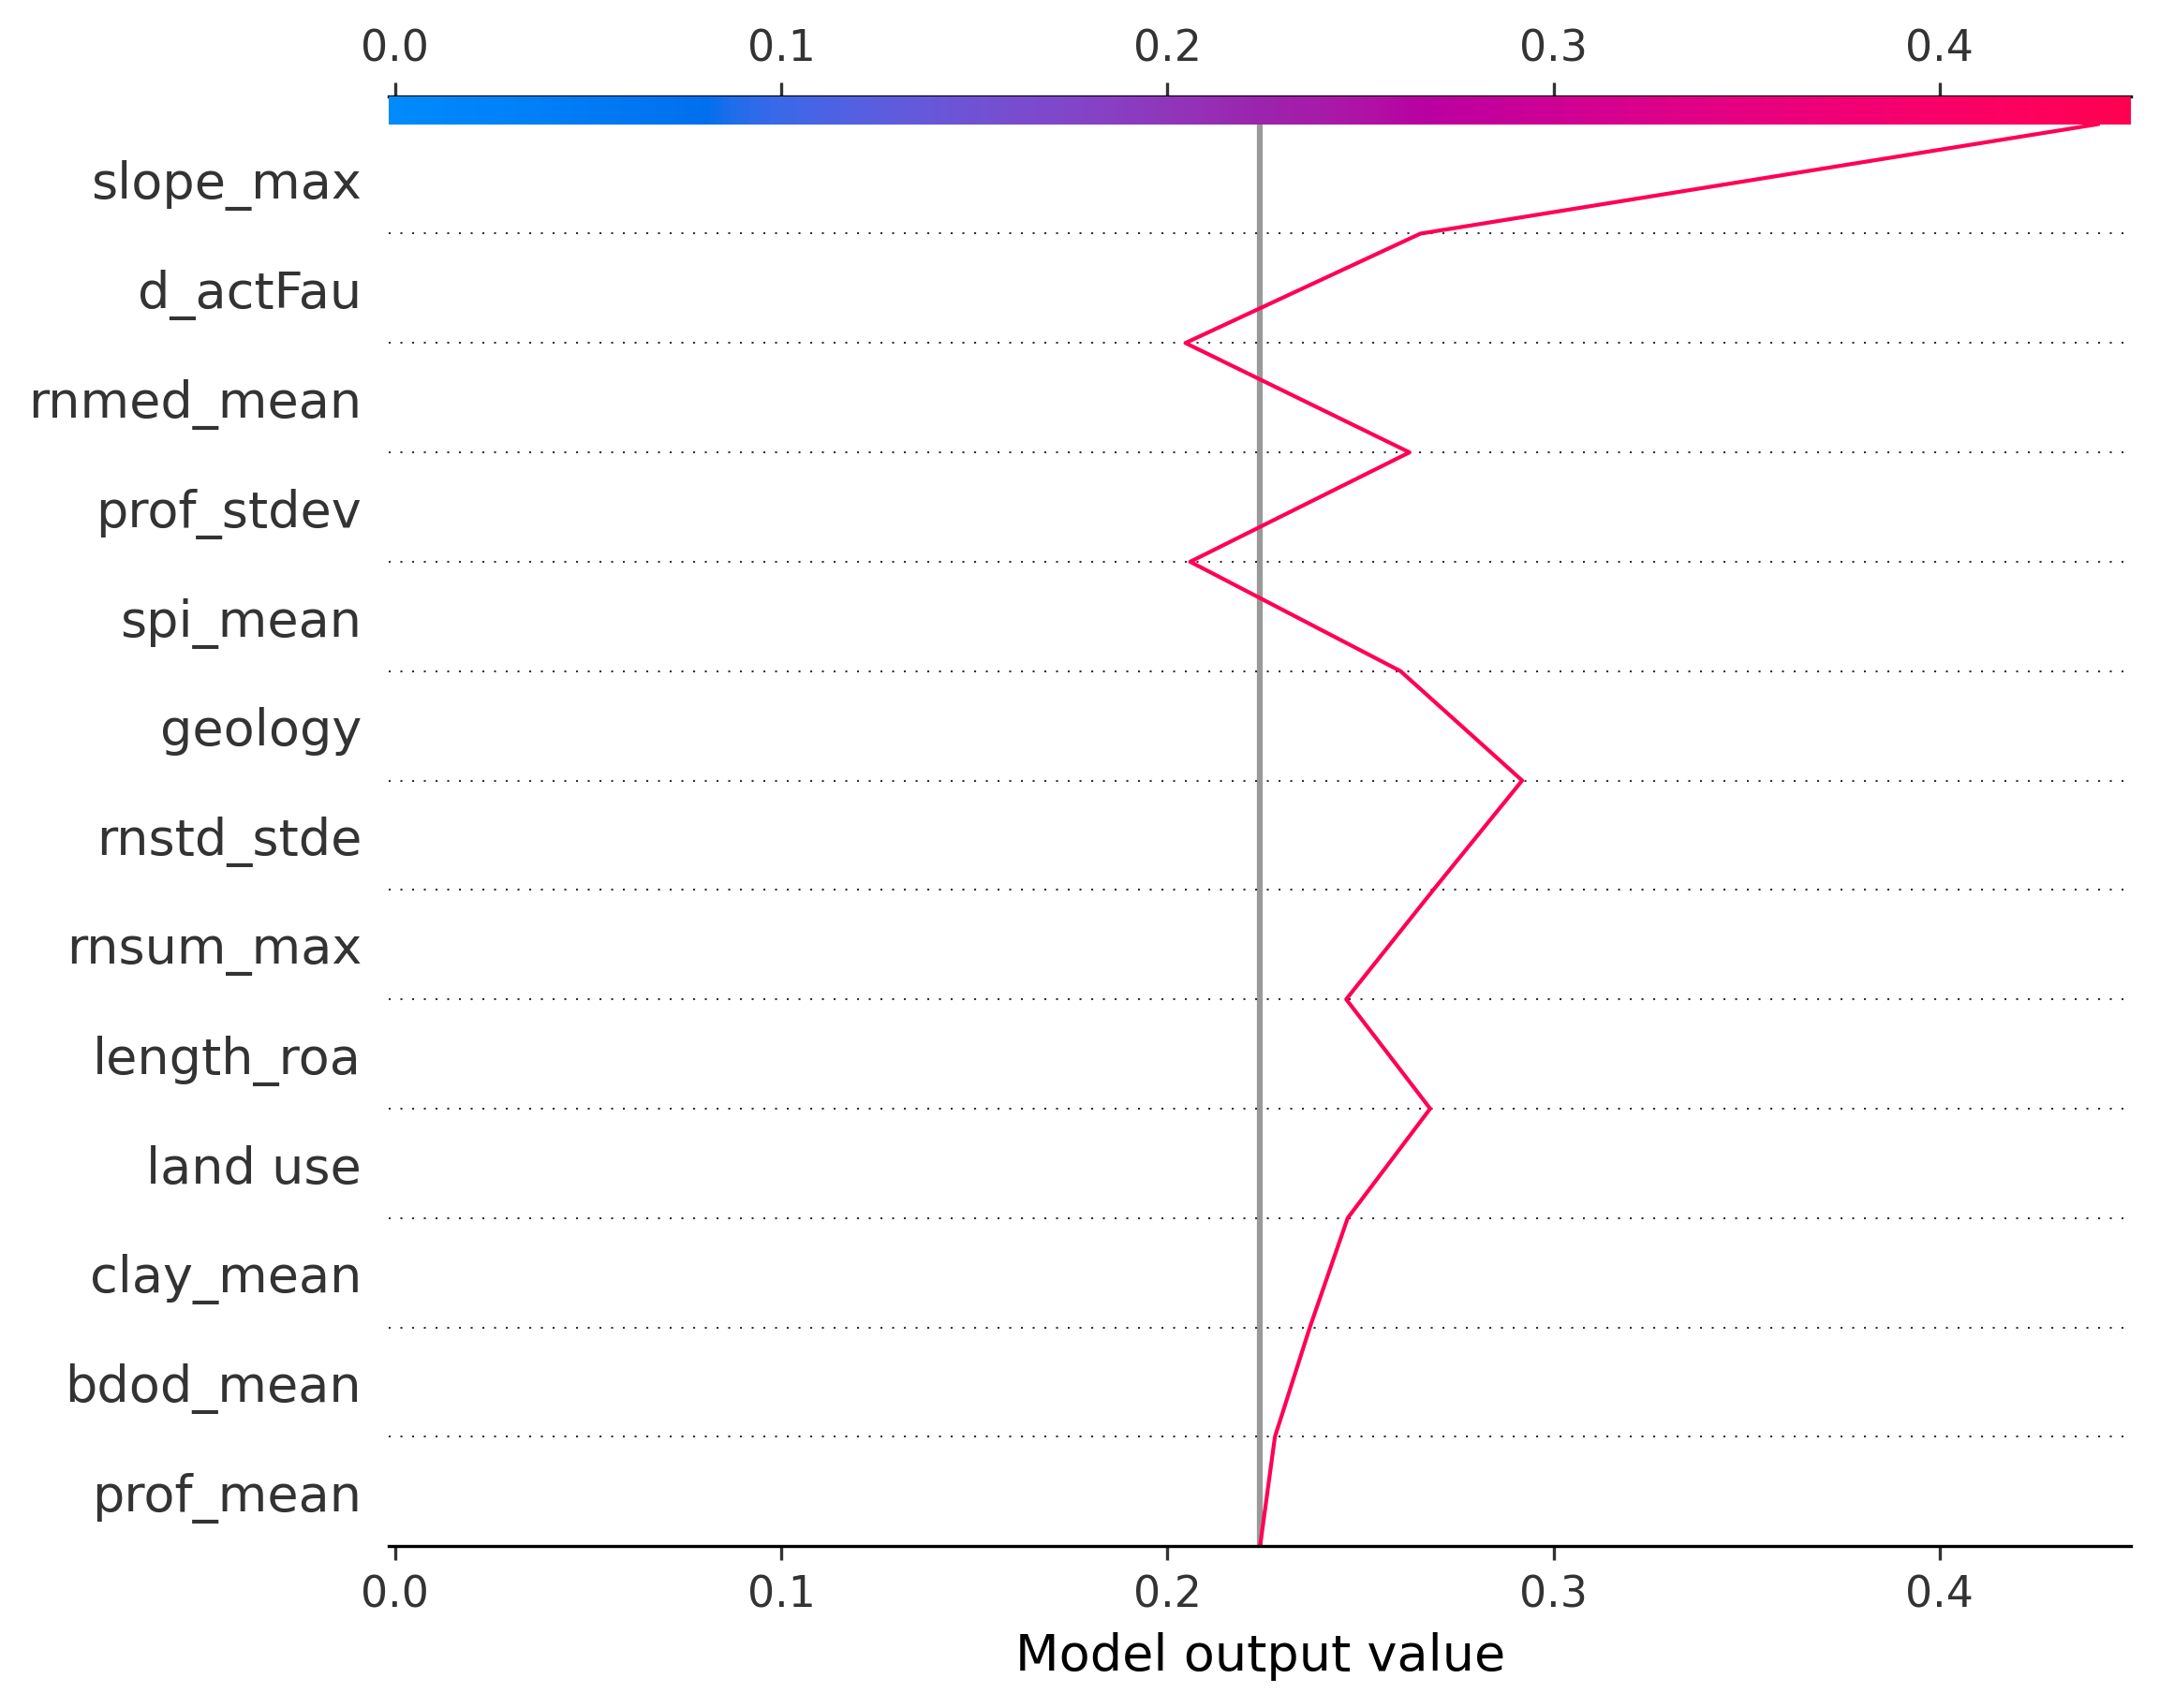 0.0 0.1 0.2 0.3 0.4
slope_max
d_actFau
rnmed_mean
prof_stdev
spi_mean
geology
rnstd_stde
rnsum_max
length_roa
land use
clay_mean
bdod_mean
prof_mean
0.0 0.1 0.2 0.3 0.4
Model output value